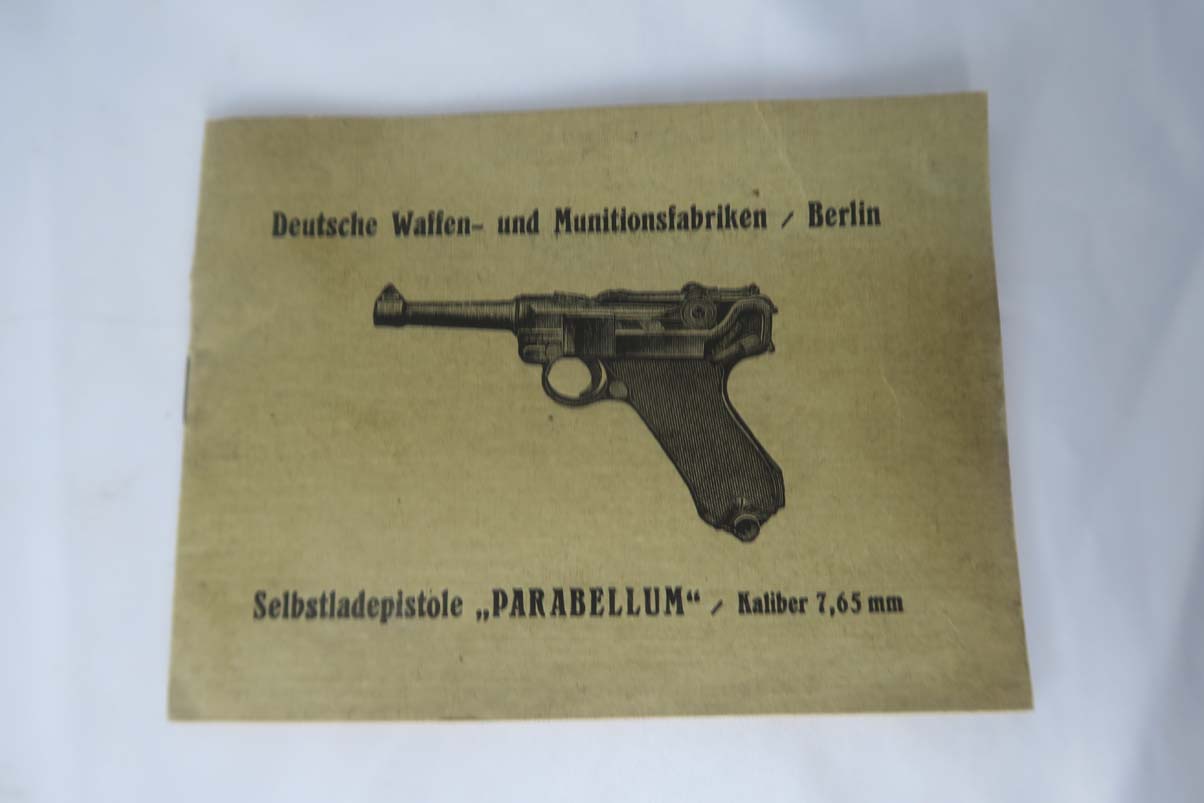 Deutsche Waffen- und Munitionsfabriken / Berlin
Selbstladepistole „PARABELLUM“ / Kaliber 7,65 mm